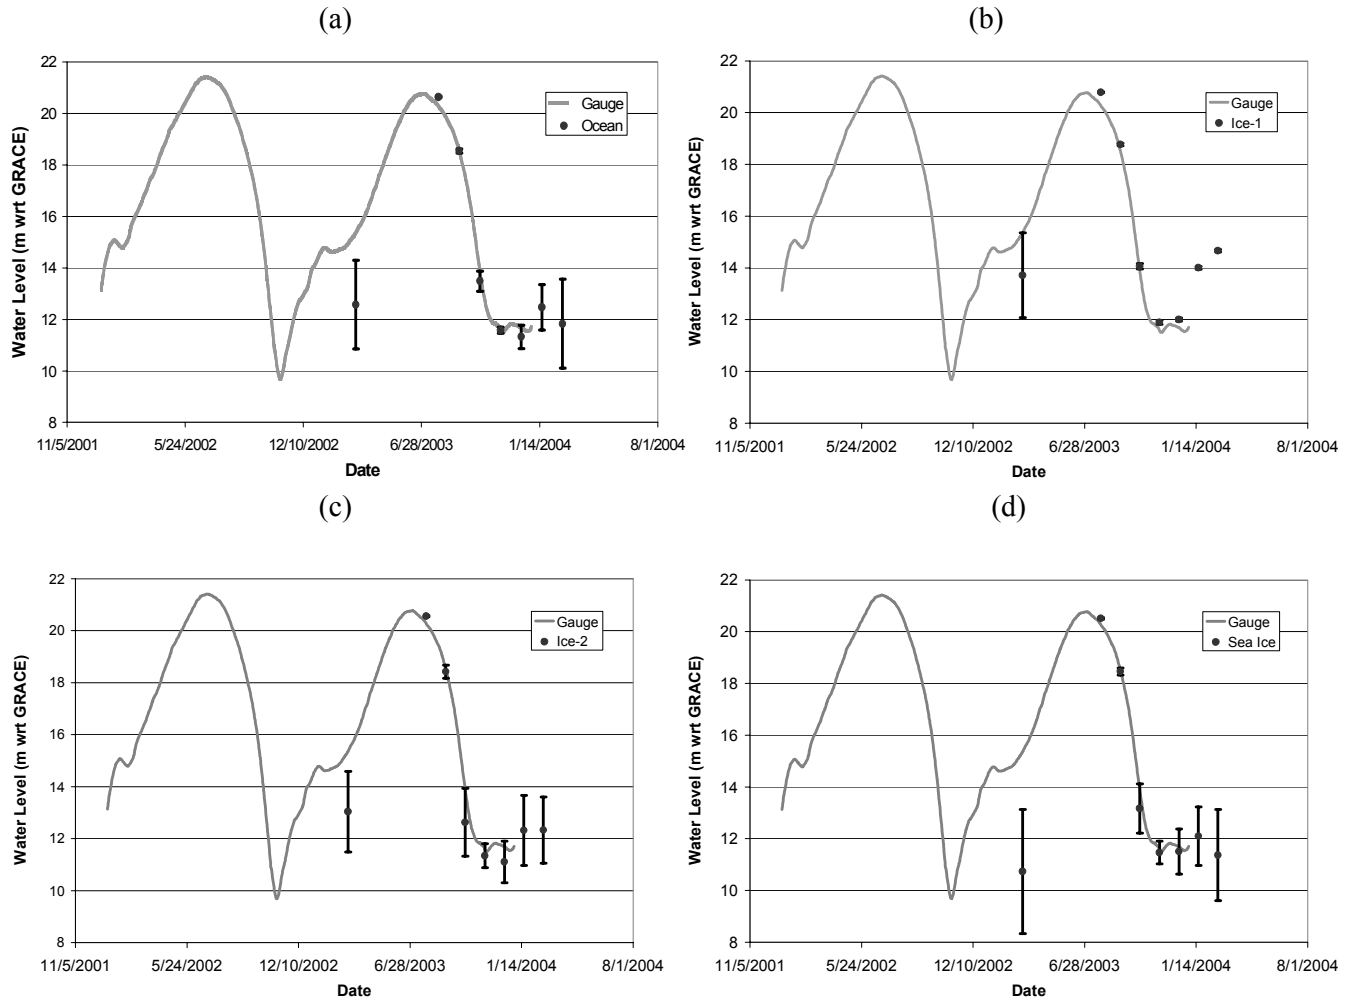 (a)
22
20
18
16
14
12
10
8
Water Level (m wrt GRACE)
Gauge
Ocean
11/5/2001 5/24/2002 12/10/2002 6/28/2003 1/14/2004 8/1/2004
Date
(b)
22
20
18
16
14
12
10
8
Water Level (m wrt GRACE)
Gauge
Ice-1
11/5/2001 5/24/2002 12/10/2002 6/28/2003 1/14/2004 8/1/2004
Date
(c)
22
20
18
16
14
12
10
8
Water Level (m wrt GRACE)
Gauge
Ice-2
11/5/2001 5/24/2002 12/10/2002 6/28/2003 1/14/2004 8/1/2004
Date
(d)
22
20
18
16
14
12
10
8
Water Level (m wrt GRACE)
Gauge
Sea Ice
11/5/2001 5/24/2002 12/10/2002 6/28/2003 1/14/2004 8/1/2004
Date